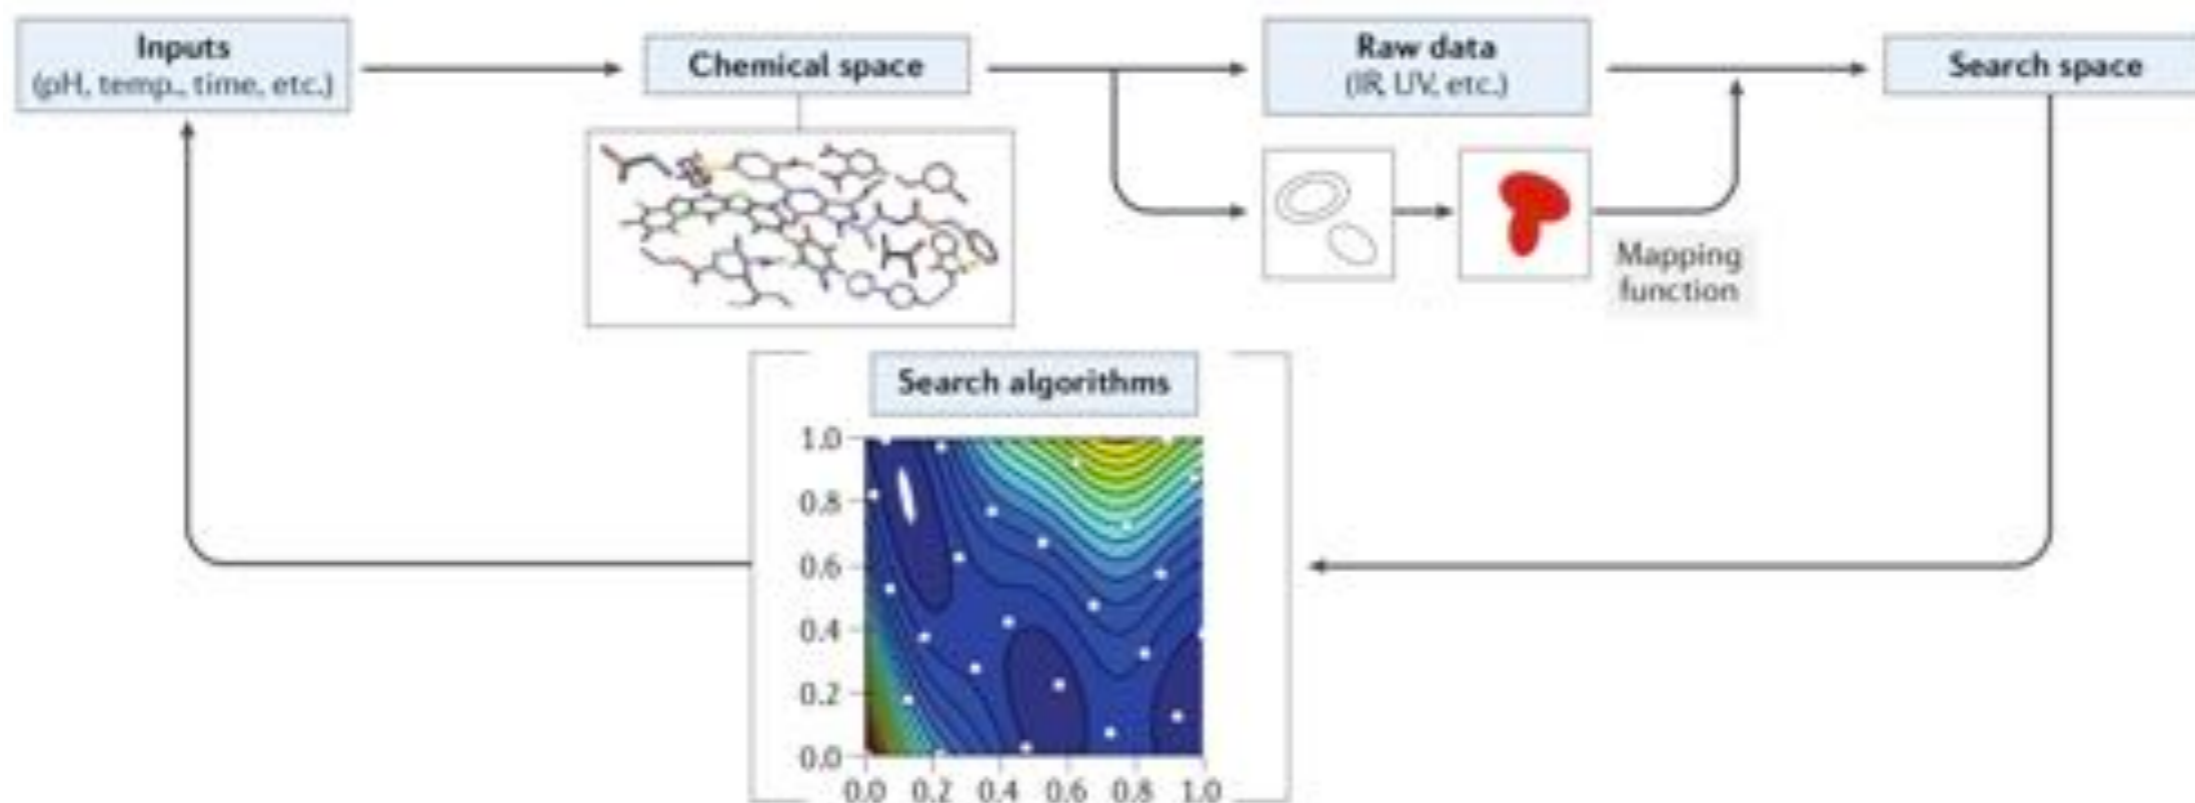 Inputs
(pH, temp., time, etc.)
Chemical space
Raw data
(IR, UV, etc.)
Search space
Mapping
function
Search algorithms
1.0
0.8
0.6
0.4
0.2
0.0
0.0 0.2 0.4 0.6 0.8 1.0